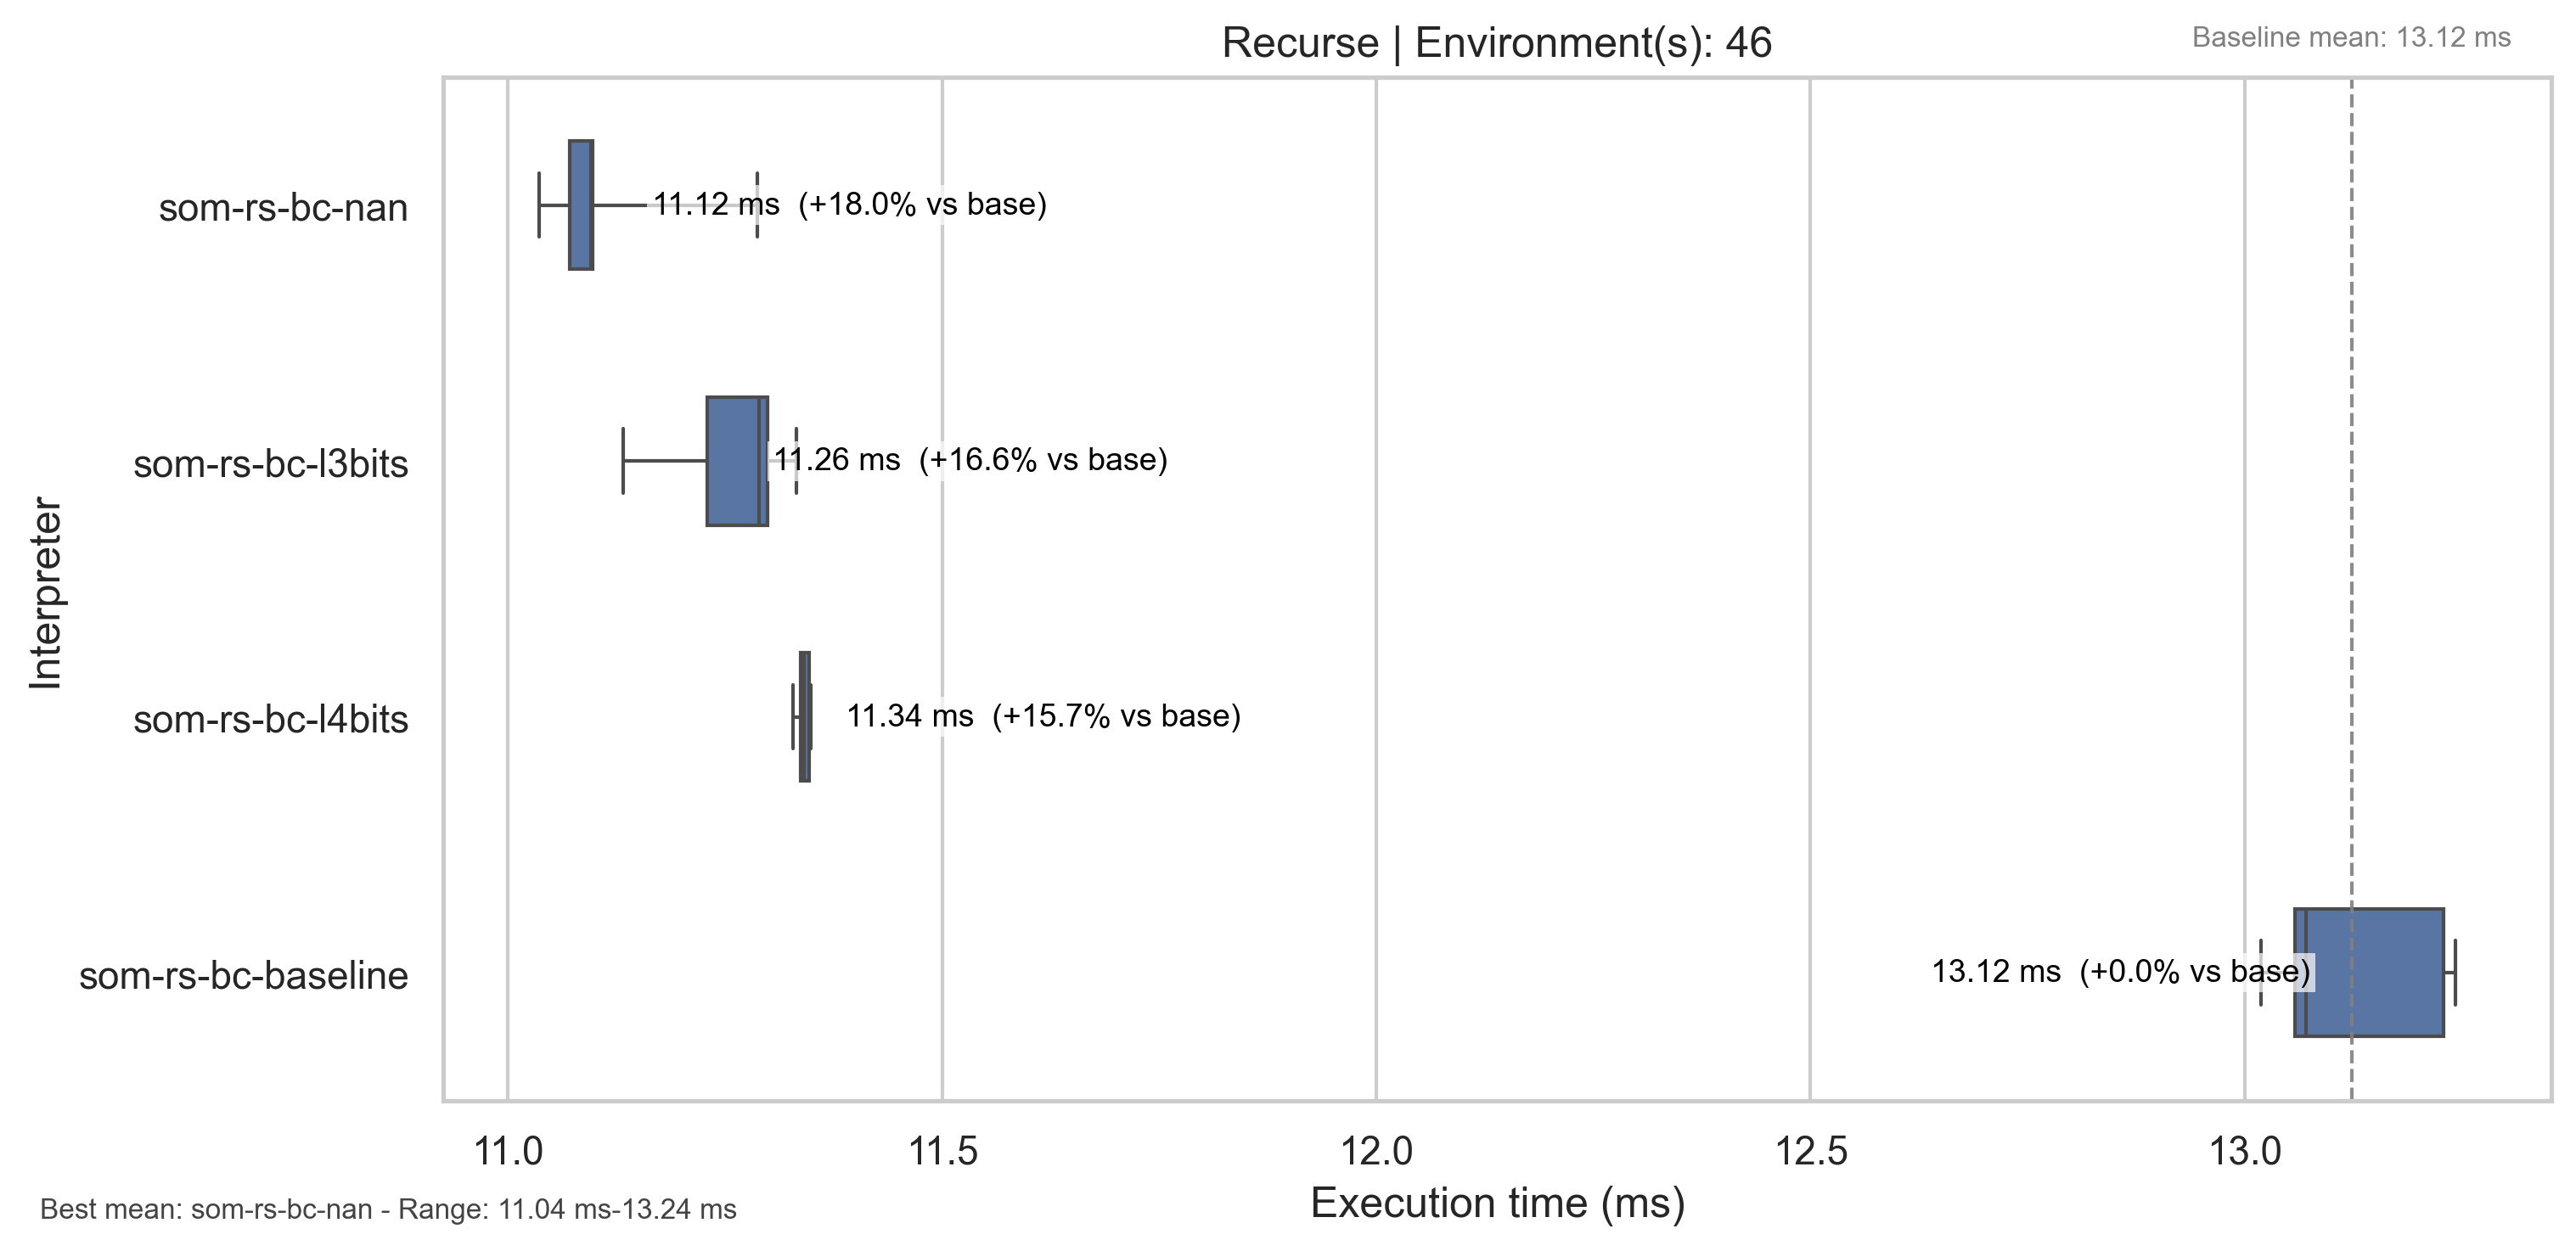 Recurse | Environment(s): 46
Baseline mean: 13.12 ms
som-rs-bc-nan
11.12 ms (+18.0% vs base)
som-rs-bc-l3bits
11.26 ms (+16.6% vs base)
Interpreter
som-rs-bc-l4bits
11.34 ms (+15.7% vs base)
som-rs-bc-baseline
13.12 ms (+0.0% vs base)
11.0 11.5 12.0 12.5 13.0
Execution time (ms)
Best mean: som-rs-bc-nan - Range: 11.04 ms-13.24 ms